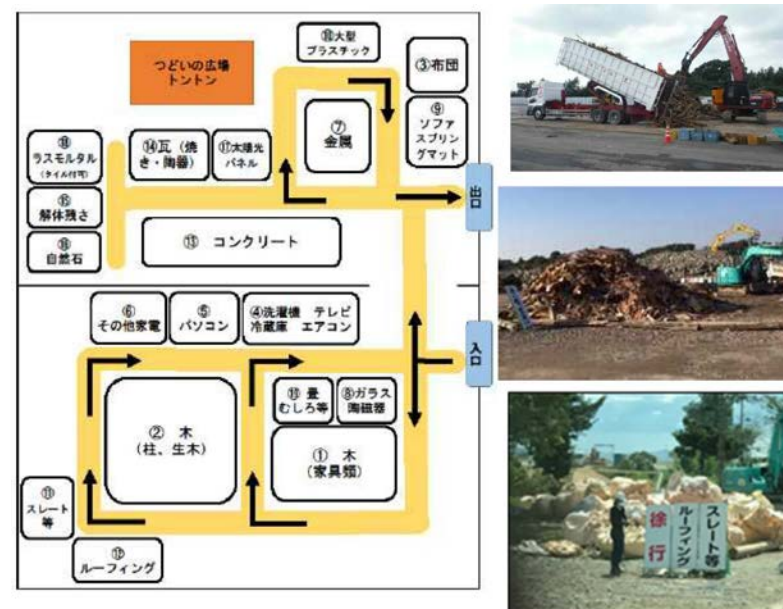 大型
プラスチック
つどいの広場
トントン
③布団
⑨
ソファ
スプリン
グマット
⑦
金属
⑭瓦(焼
き・陶器)
⑰太陽光
パネル
ラスモルタル
(タイル付可)
⑮
解体残さ
自然石
⑬ コンクリート
出口
⑥
その他家電
⑤
パソコン
④洗濯機 テレビ
冷蔵庫 エアコン
入口
⑩ 畳
むしろ等
⑧ガラス
陶磁器
② 木
(柱、生木)
① 木
(家具類)
⑪
スレート
等
⑫
ルーフィング
スレート等
ルーフィング
徐行